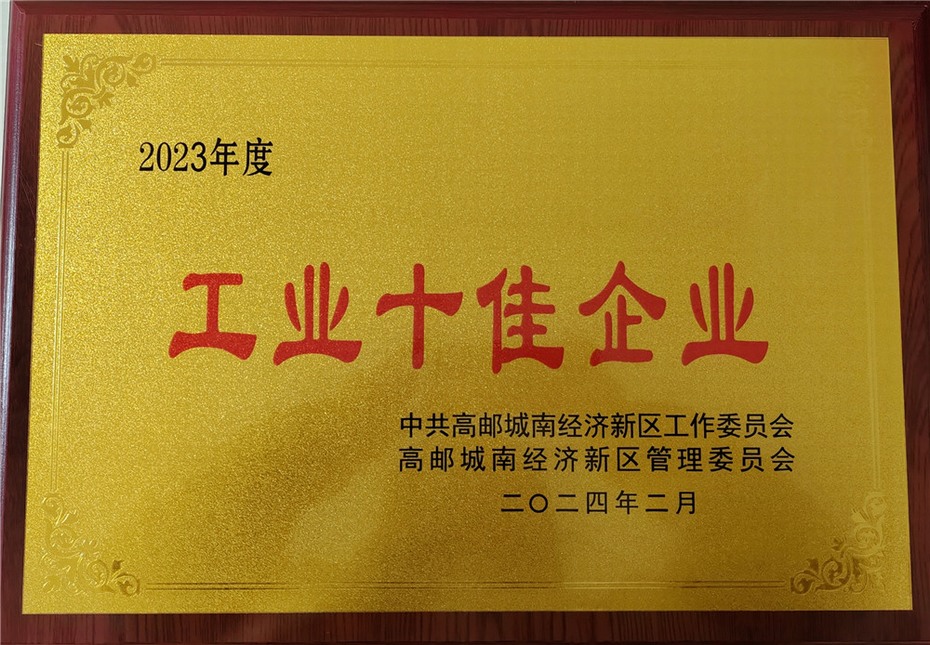 2023年度
工业十佳企业
中共高邮城南经济新区工作委员会
高邮城南经济新区管理委员会
二〇二四年二月